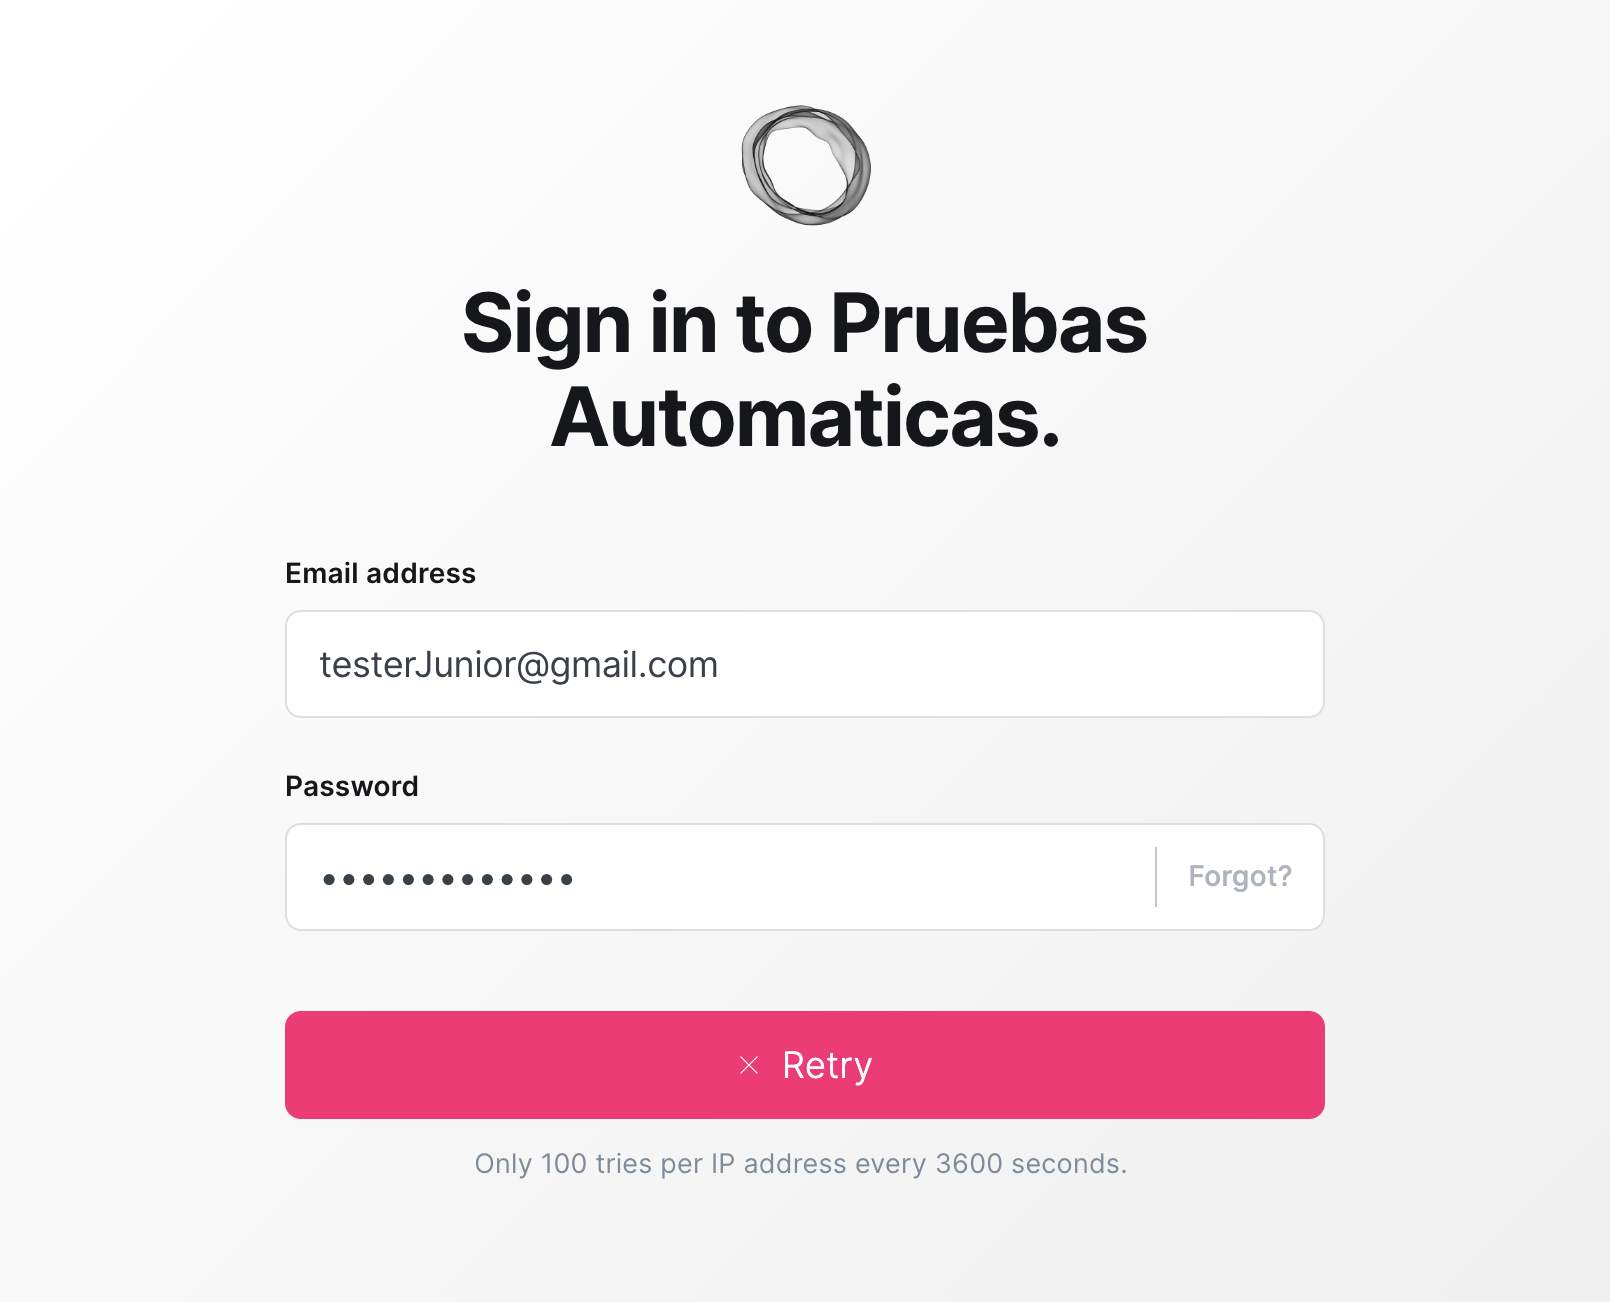 Sign in to Pruebas
Automaticas.
Email address
testerJunior@gmail.com
Password
•••••••••••••
Forgot?
Retry
Only 100 tries per IP address every 3600 seconds.